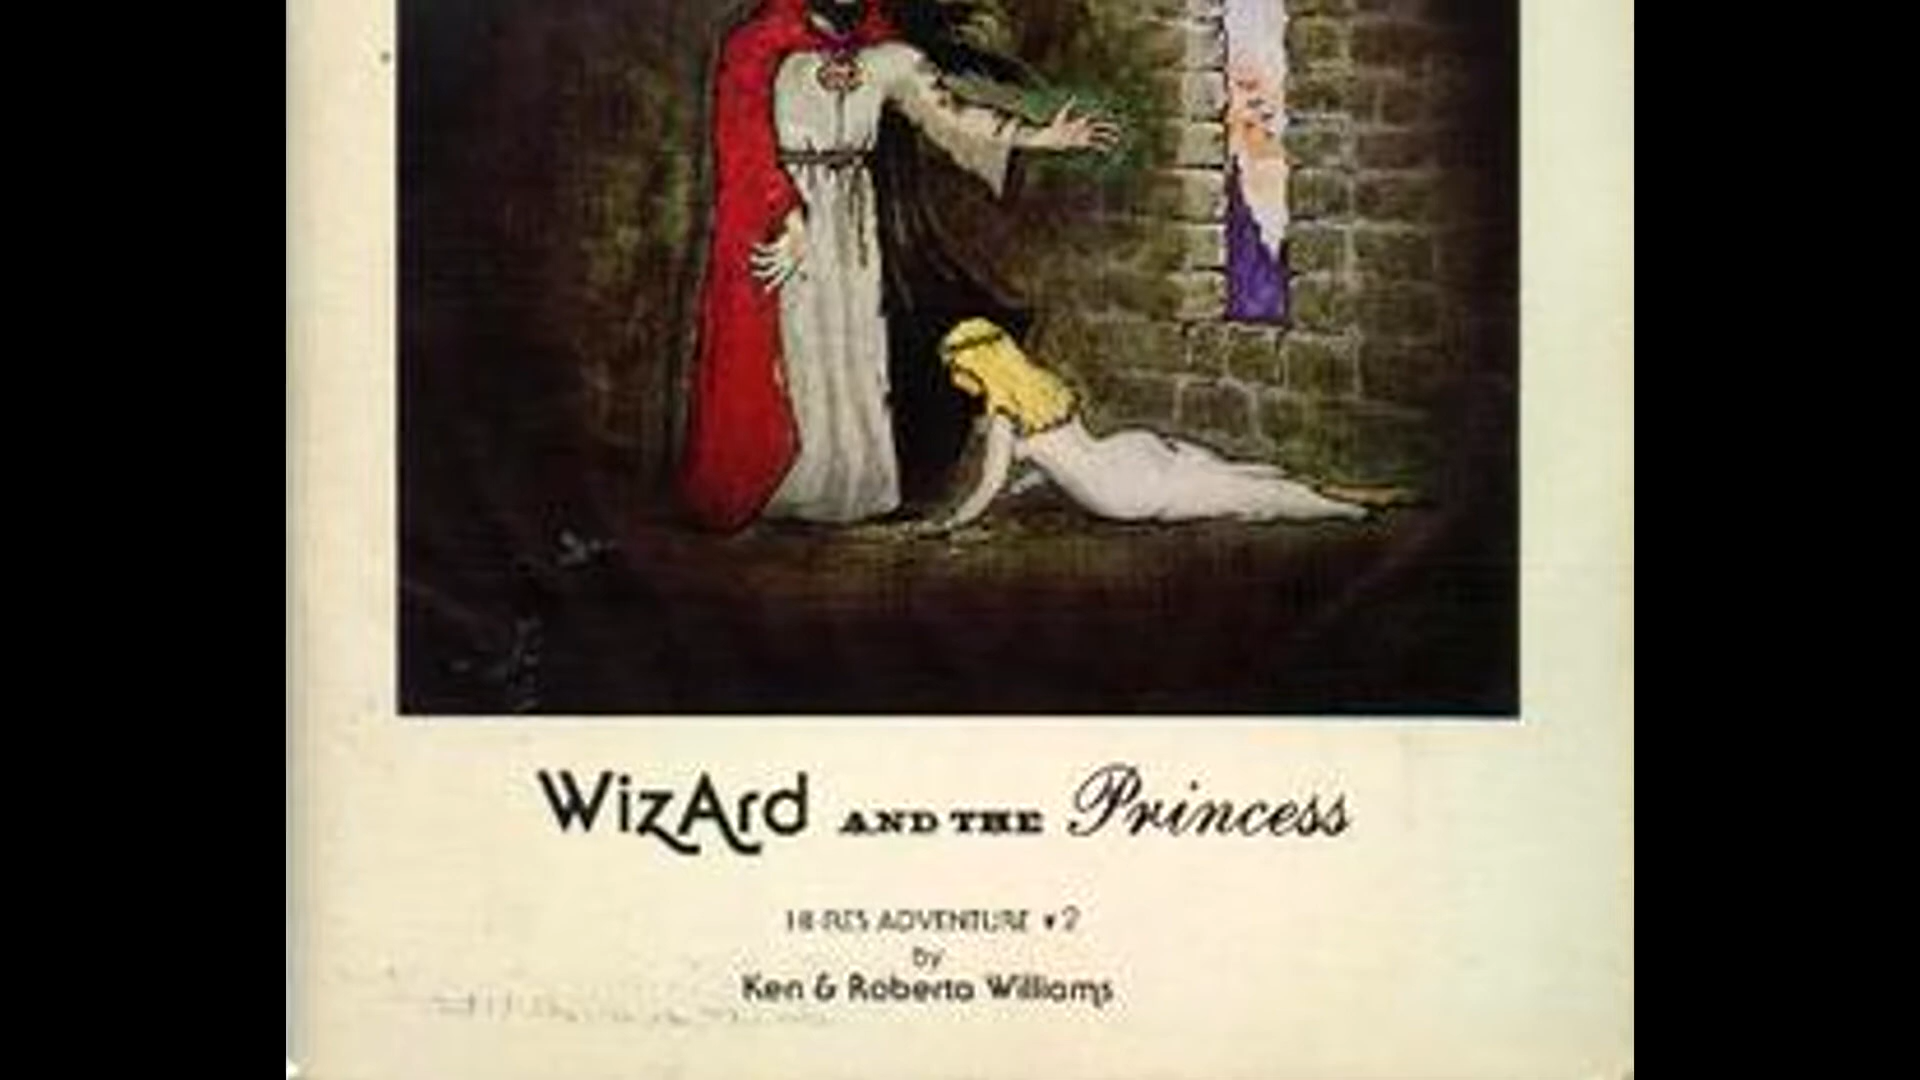 WizArd AND THE Princess
HI-RES ADVENTURE #2
by
Ken & Roberta Williams